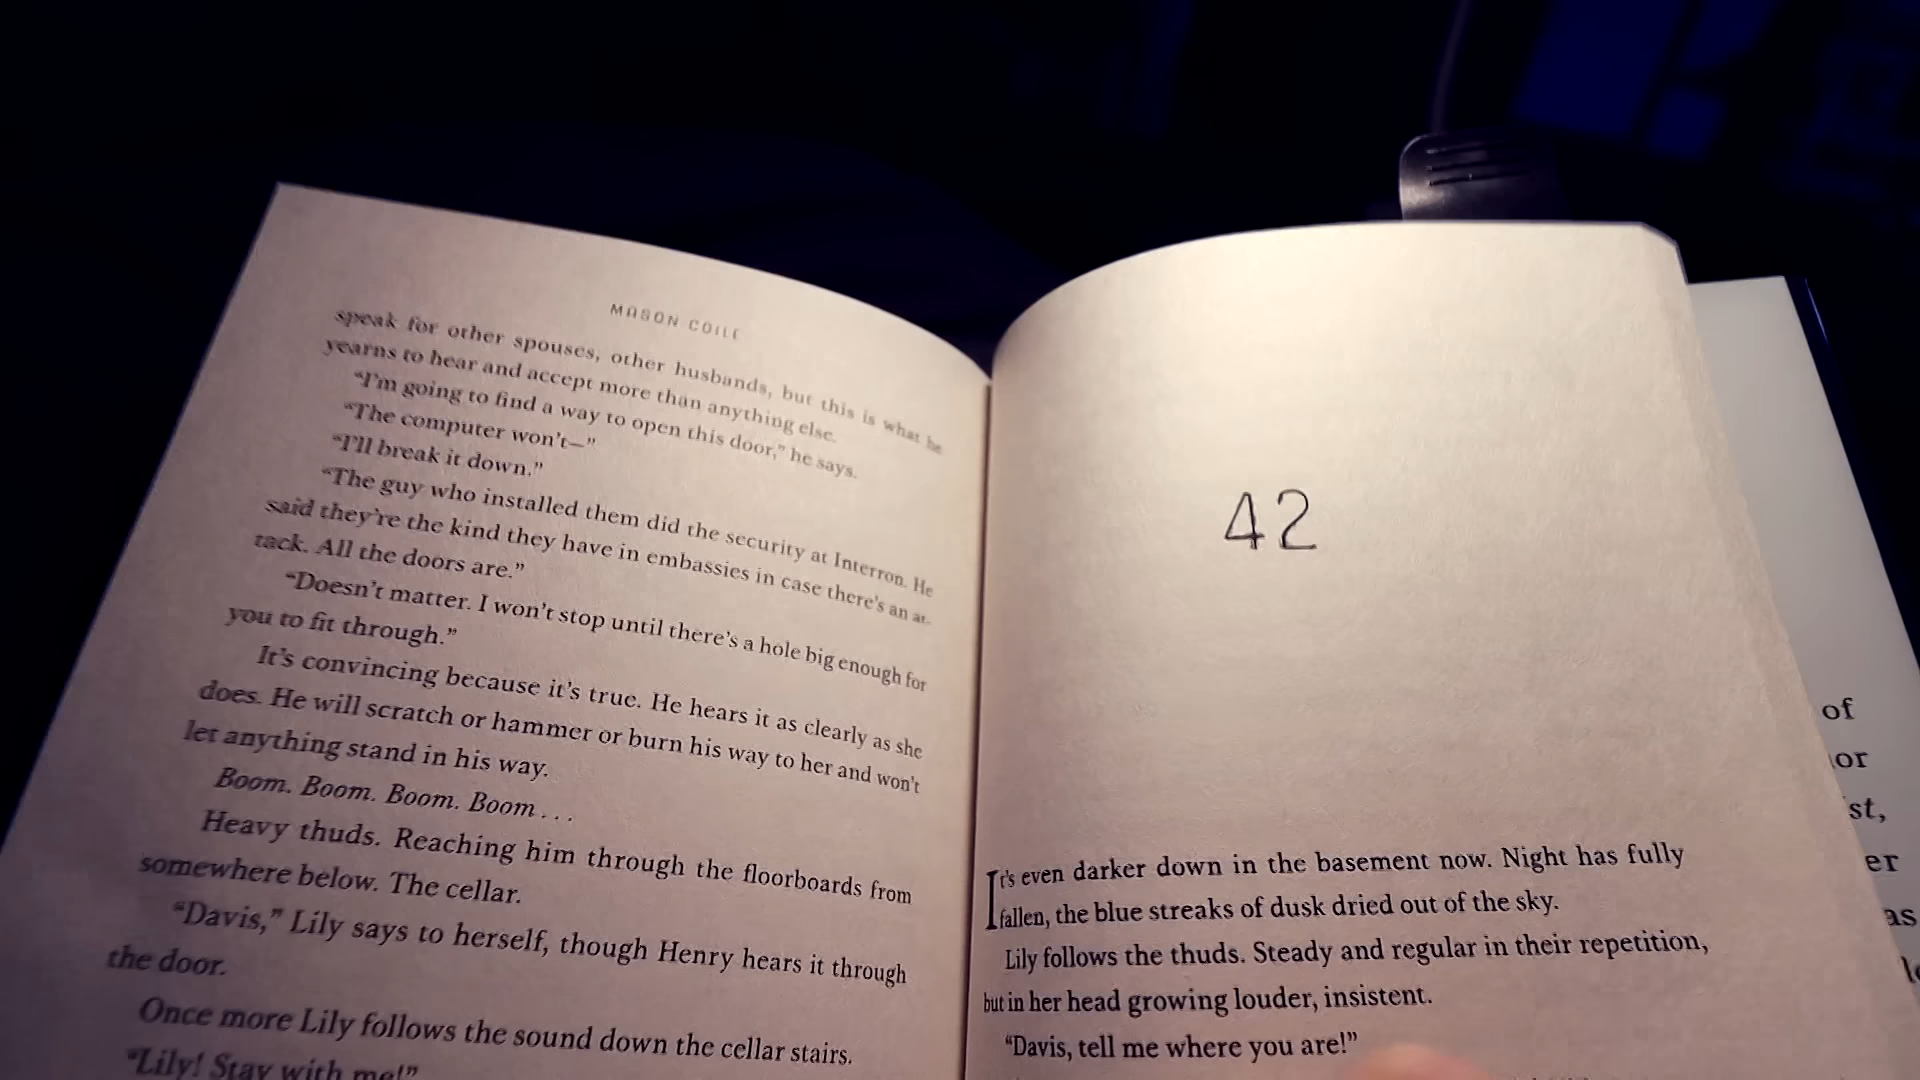 MASON COILE
speak for other spouses, other husbands, but this is what he
yearns to hear and accept more than anything else.
“I’m going to find a way to open this door,” he says.
“The computer won’t—”
“I’ll break it down.”
“The guy who installed them did the security at Interron. He
said they’re the kind they have in embassies in case there’s an at-
tack. All the doors are.”
“Doesn’t matter. I won’t stop until there’s a hole big enough for
you to fit through.”
It’s convincing because it’s true. He hears it as clearly as she
does. He will scratch or hammer or burn his way to her and won’t
let anything stand in his way.
Boom. Boom. Boom. Boom . . .
Heavy thuds. Reaching him through the floorboards from
somewhere below. The cellar.
“Davis,” Lily says to herself, though Henry hears it through
the door.
Once more Lily follows the sound down the cellar stairs.
“Lily! Stay with me!”
42
It’s even darker down in the basement now. Night has fully
fallen, the blue streaks of dusk dried out of the sky.
Lily follows the thuds. Steady and regular in their repetition,
but in her head growing louder, insistent.
“Davis, tell me where you are!”
of
or
st,
er
as